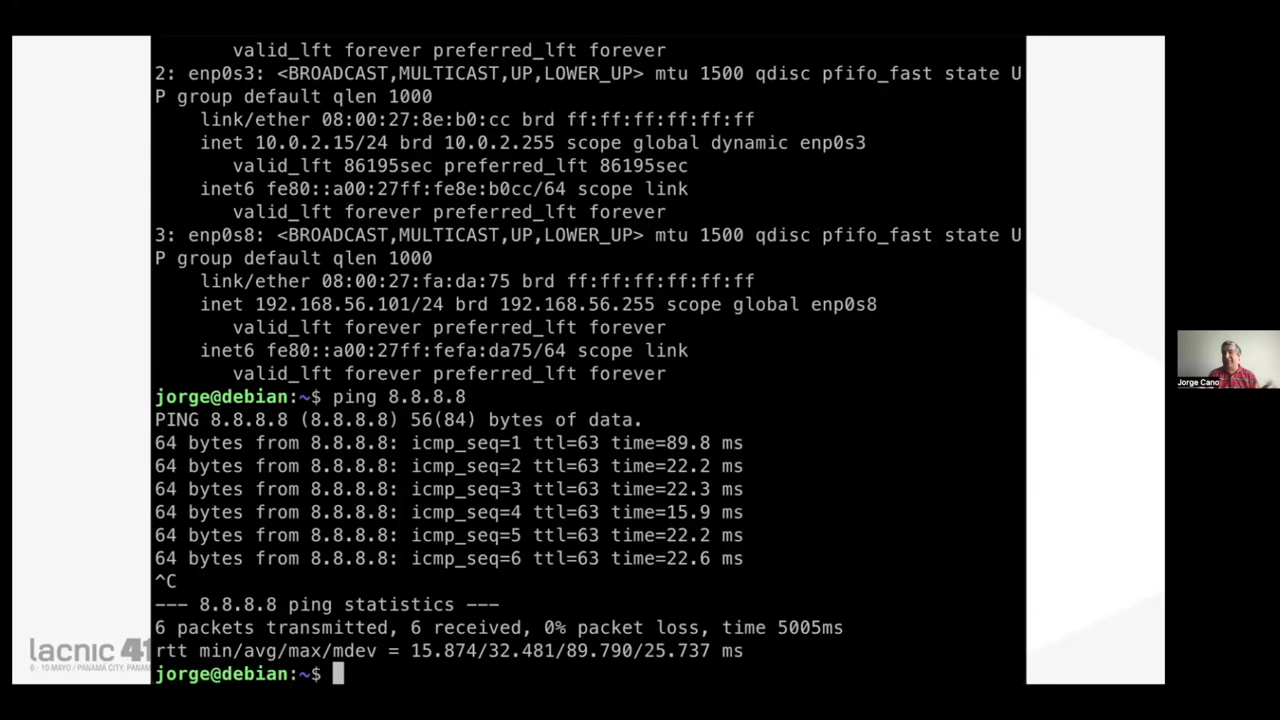 valid_lft forever preferred_lft forever
2: enp0s3: <BROADCAST,MULTICAST,UP,LOWER_UP> mtu 1500 qdisc pfifo_fast state U
P group default qlen 1000
link/ether 08:00:27:8e:b0:cc brd ff:ff:ff:ff:ff:ff
inet 10.0.2.15/24 brd 10.0.2.255 scope global dynamic enp0s3
valid_lft 86195sec preferred_lft 86195sec
inet6 fe80::a00:27ff:fe8e:b0cc/64 scope link
valid_lft forever preferred_lft forever
3: enp0s8: <BROADCAST,MULTICAST,UP,LOWER_UP> mtu 1500 qdisc pfifo_fast state U
P group default qlen 1000
link/ether 08:00:27:fa:da:75 brd ff:ff:ff:ff:ff:ff
inet 192.168.56.101/24 brd 192.168.56.255 scope global enp0s8
valid_lft forever preferred_lft forever
inet6 fe80::a00:27ff:fefa:da75/64 scope link
valid_lft forever preferred_lft forever
jorge@debian:~$ ping 8.8.8.8
PING 8.8.8.8 (8.8.8.8) 56(84) bytes of data.
64 bytes from 8.8.8.8: icmp_seq=1 ttl=63 time=89.8 ms
64 bytes from 8.8.8.8: icmp_seq=2 ttl=63 time=22.2 ms
64 bytes from 8.8.8.8: icmp_seq=3 ttl=63 time=22.3 ms
64 bytes from 8.8.8.8: icmp_seq=4 ttl=63 time=15.9 ms
64 bytes from 8.8.8.8: icmp_seq=5 ttl=63 time=22.2 ms
64 bytes from 8.8.8.8: icmp_seq=6 ttl=63 time=22.6 ms
^C
--- 8.8.8.8 ping statistics ---
6 packets transmitted, 6 received, 0% packet loss, time 5005ms
rtt min/avg/max/mdev = 15.874/32.481/89.790/25.737 ms
jorge@debian:~$
lacnic 41
6 - 10 MAYO / PANAMÁ CITY, PANAM
Jorge Cano